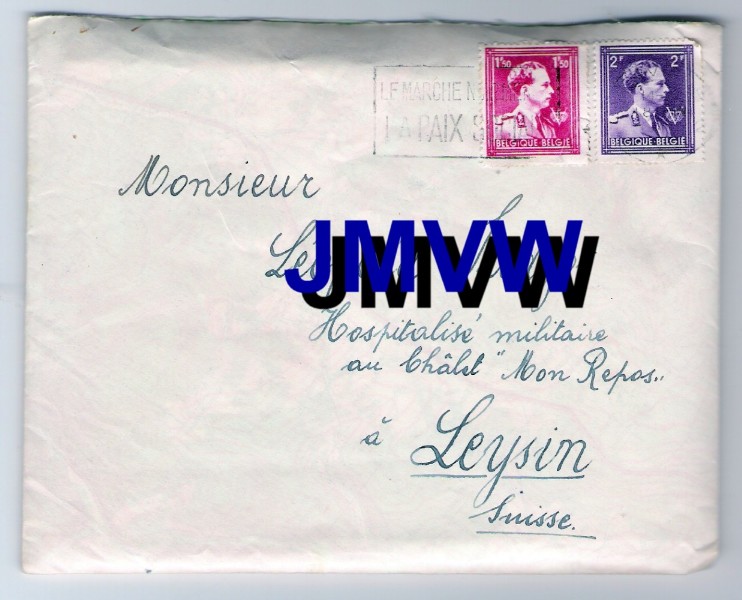 LE MARCHE
LA PAIX
1F50 1F50
BELGIQUE·BELGIE
2F 2F
BELGIQUE·BELGIE
Monsieur
JMVW
Hospitalisé militaire
au Châlet "Mon Repos"
à Leysin
Suisse.